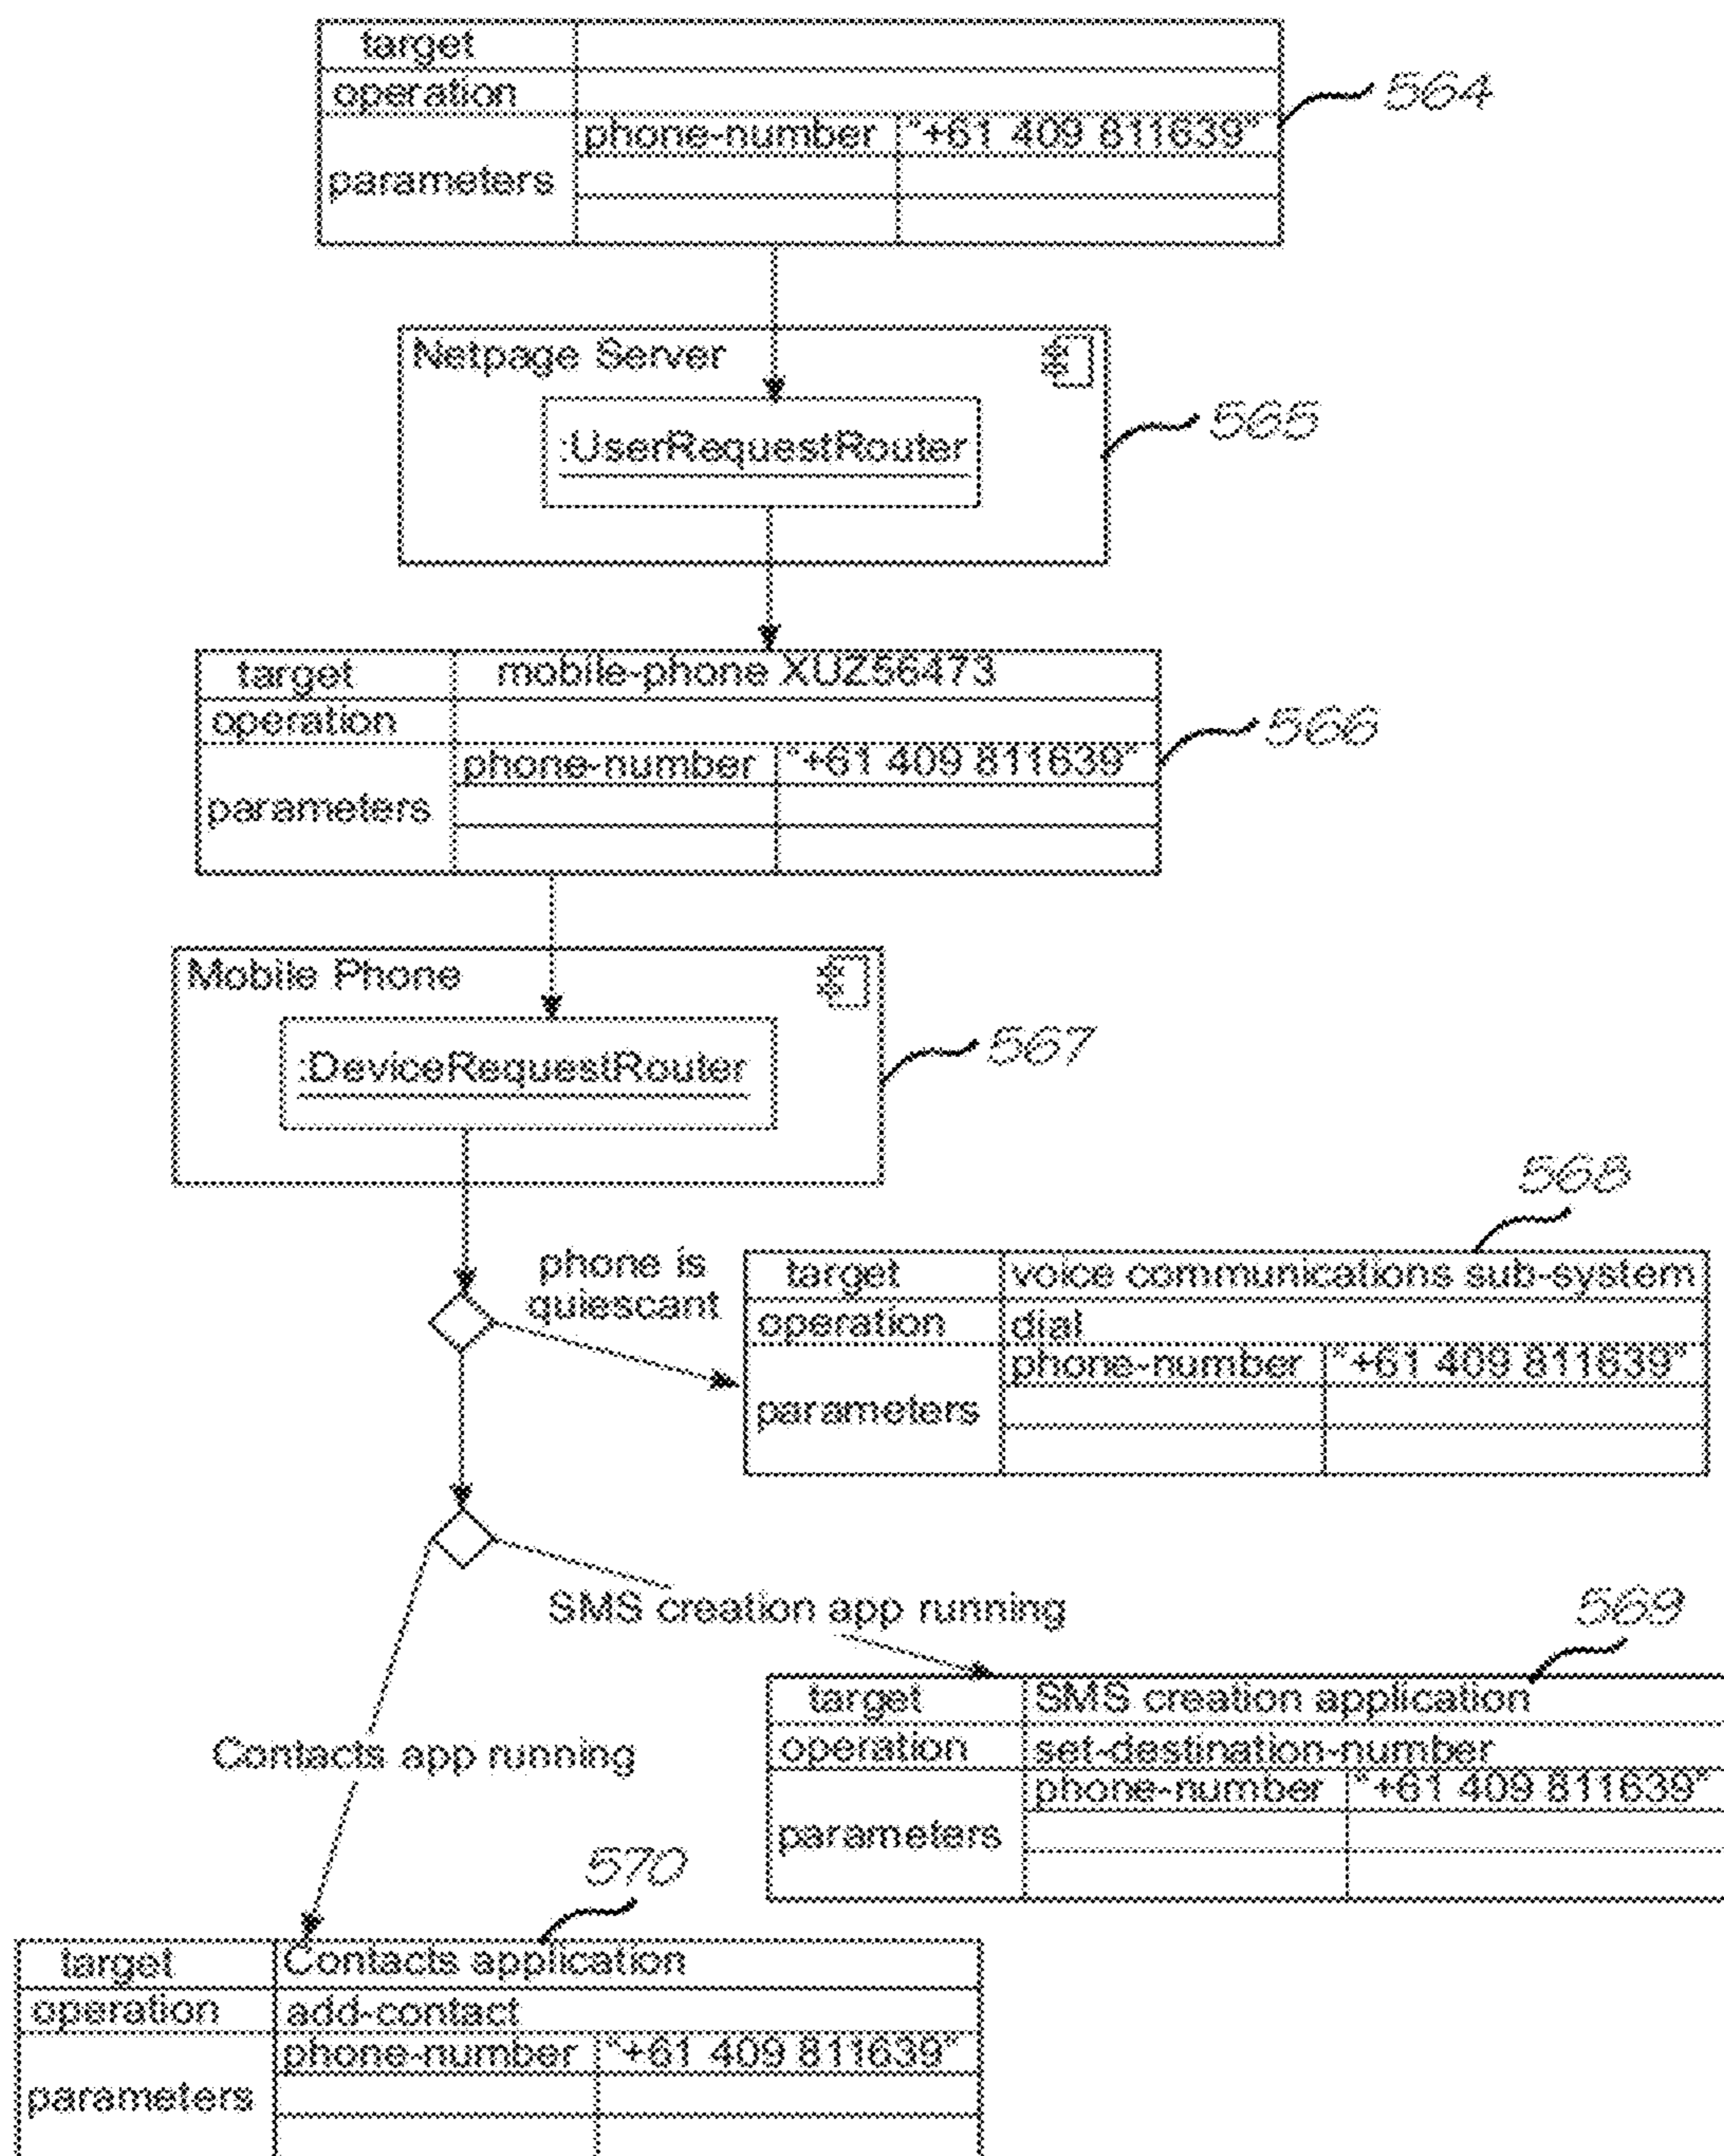 target
operation
parameters
phone-number "+61 409 811639"
564
Netpage Server
:UserRequestRouter
565
target mobile-phone XUZ56473
operation
phone-number "+61 409 811639"
parameters
566
Mobile Phone
:DeviceRequestRouter
567
phone is
quiescant
568
target voice communications sub-system
operation dial
phone-number "+61 409 811639"
parameters
SMS creation app running
569
target SMS creation application
operation set-destination-number
phone-number "+61 409 811639"
parameters
Contacts app running
570
target Contacts application
operation add-contact
phone-number "+61 409 811639"
parameters